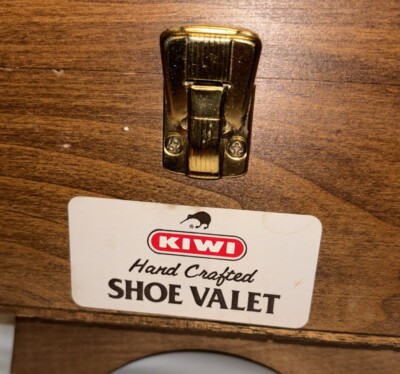 KIWI
Hand Crafted
SHOE VALET